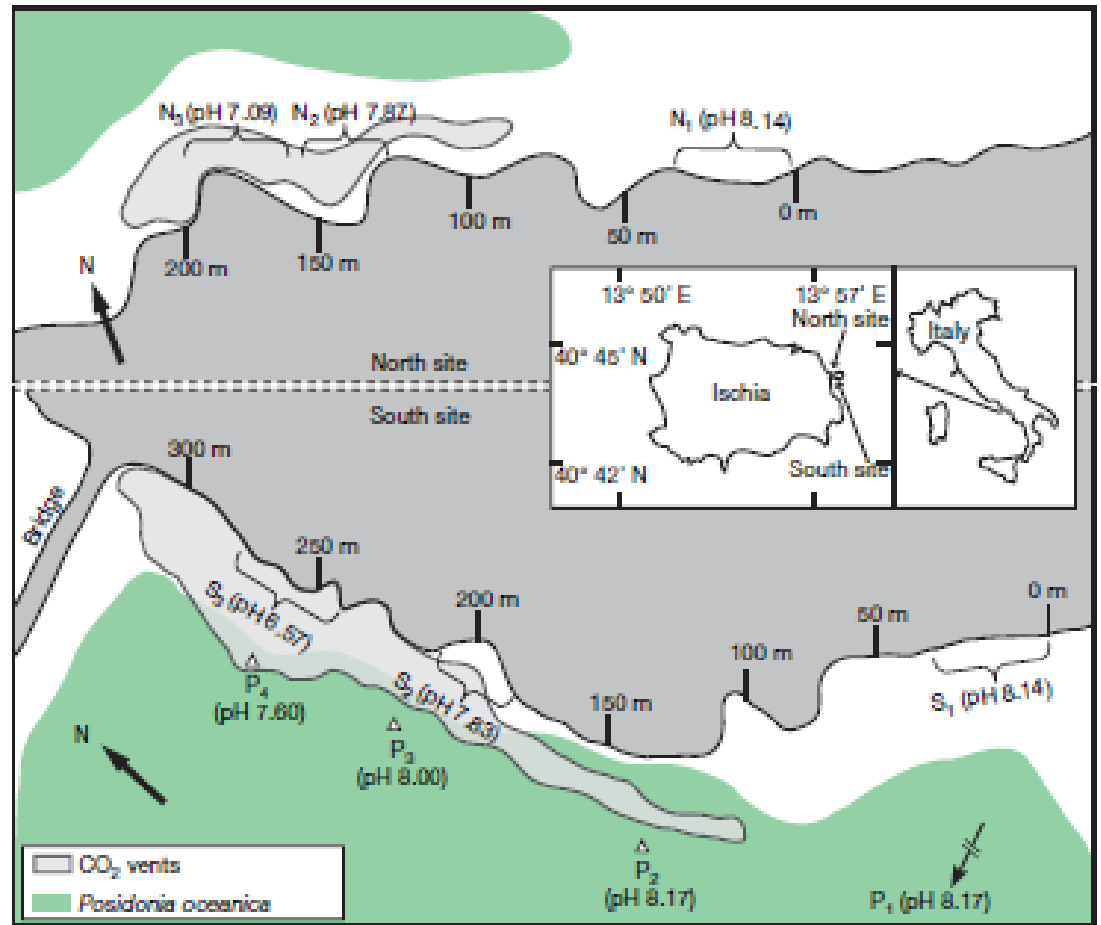 N₃ (pH 7.09) N₂ (pH 7.87)
N₁ (pH 8.14)
0 m
50 m
100 m
150 m
200 m
N
13° 50' E
13° 57' E
North site
40° 45' N
Italy
Ischia
40° 42' N
South site
North site
South site
Bridge
300 m
250 m
200 m
150 m
100 m
50 m
0 m
S₃ (pH 6.57)
S₂ (pH 7.83)
S₁ (pH 8.14)
P₄
(pH 7.60)
P₃
(pH 8.00)
P₂
(pH 8.17)
P₁ (pH 8.17)
N
CO₂ vents
Posidonia oceanica